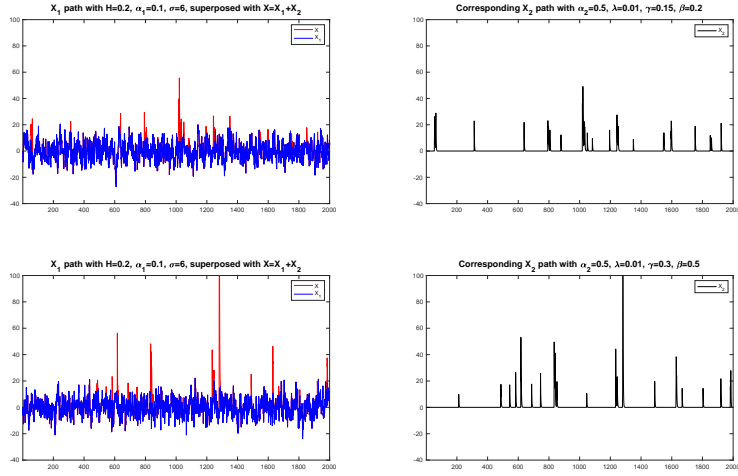 X1 path with H=0.2, α1=0.1, σ=6, superposed with X=X1+X2
X
X1
100
80
60
40
20
0
-20
-40
200 400 600 800 1000 1200 1400 1600 1800 2000
Corresponding X2 path with α2=0.5, λ=0.01, γ=0.15, β=0.2
X2
100
80
60
40
20
0
-20
-40
200 400 600 800 1000 1200 1400 1600 1800 2000
X1 path with H=0.2, α1=0.1, σ=6, superposed with X=X1+X2
X
X1
100
80
60
40
20
0
-20
-40
200 400 600 800 1000 1200 1400 1600 1800 2000
Corresponding X2 path with α2=0.5, λ=0.01, γ=0.3, β=0.5
X2
100
80
60
40
20
0
-20
-40
200 400 600 800 1000 1200 1400 1600 1800 2000